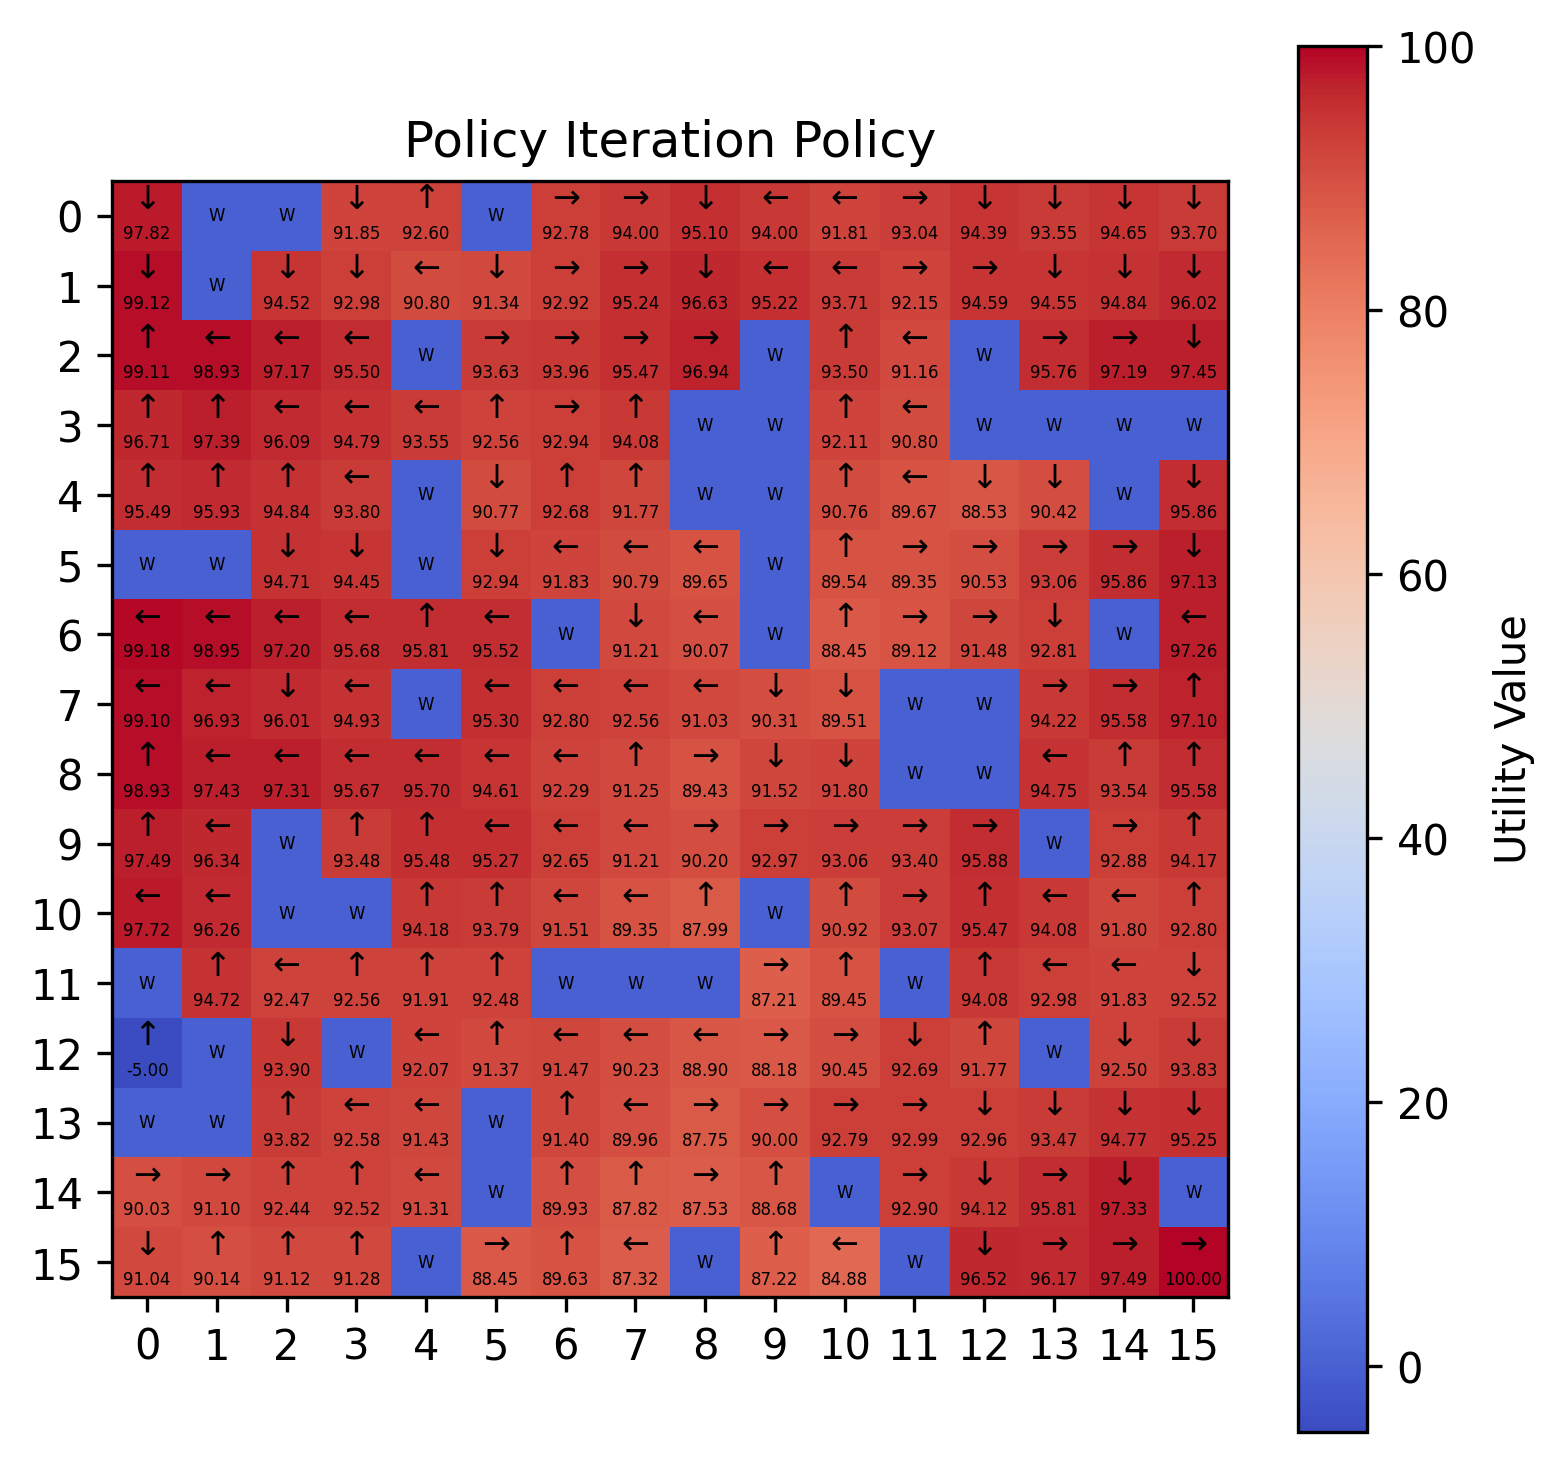 Policy Iteration Policy
↓ W W ↓ ↑ W → → ↓ ← ← → ↓ ↓ ↓ ↓
0 97.82 91.85 92.60 92.78 94.00 95.10 94.00 91.81 93.04 94.39 93.55 94.65 93.70
↓ W ↓ ↓ ← ↓ → → ↓ ← ← → → ↓ ↓ ↓
1 99.12 94.52 92.98 90.80 91.34 92.92 95.24 96.63 95.22 93.71 92.15 94.59 94.55 94.84 96.02
↑ ← ← ← W → → → → W ↑ ← W → → ↓
2 99.11 98.93 97.17 95.50 93.63 93.96 95.47 96.94 93.50 91.16 95.76 97.19 97.45
↑ ↑ ← ← ← ↑ → ↑ W W ↑ ← W W W W
3 96.71 97.39 96.09 94.79 93.55 92.56 92.94 94.08 92.11 90.80
↑ ↑ ↑ ← W ↓ ↑ ↑ W W ↑ ← ↓ ↓ W ↓
4 95.49 95.93 94.84 93.80 90.77 92.68 91.77 90.76 89.67 88.53 90.42 95.86
W W ↓ ↓ W ↓ ← ← ← W ↑ → → → → ↓
5 94.71 94.45 92.94 91.83 90.79 89.65 89.54 89.35 90.53 93.06 95.86 97.13
← ← ← ← ↑ ← W ↓ ← W ↑ → → ↓ W ←
6 99.18 98.95 97.20 95.68 95.81 95.52 91.21 90.07 88.45 89.12 91.48 92.81 97.26
← ← ↓ ← W ← ← ← ← ↓ ↓ W W → → ↑
7 99.10 96.93 96.01 94.93 95.30 92.80 92.56 91.03 90.31 89.51 94.22 95.58 97.10
↑ ← ← ← ← ← ← ↑ → ↓ ↓ W W ← ↑ ↑
8 98.93 97.43 97.31 95.67 95.70 94.61 92.29 91.25 89.43 91.52 91.80 94.75 93.54 95.58
↑ ← W ↑ ↑ ← ← ← → → → → → W → ↑
9 97.49 96.34 93.48 95.48 95.27 92.65 91.21 90.20 92.97 93.06 93.40 95.88 92.88 94.17
← ← W W ↑ ↑ ← ← ↑ W ↑ → ↑ ← ← ↑
10 97.72 96.26 94.18 93.79 91.51 89.35 87.99 90.92 93.07 95.47 94.08 91.80 92.80
W ↑ ← ↑ ↑ ↑ W W W → ↑ W ↑ ← ← ↓
11 94.72 92.47 92.56 91.91 92.48 87.21 89.45 94.08 92.98 91.83 92.52
↑ W ↓ W ← ↑ ← ← ← → → ↓ ↑ W ↓ ↓
12 -5.00 93.90 92.07 91.37 91.47 90.23 88.90 88.18 90.45 92.69 91.77 92.50 93.83
W W ↑ ← ← W ↑ ← → → → → ↓ ↓ ↓ ↓
13 93.82 92.58 91.43 91.40 89.96 87.75 90.00 92.79 92.99 92.96 93.47 94.77 95.25
→ → ↑ ↑ ← W ↑ ↑ → ↑ W → ↓ → ↓ W
14 90.03 91.10 92.44 92.52 91.31 89.93 87.82 87.53 88.68 92.90 94.12 95.81 97.33
↓ ↑ ↑ ↑ W → ↑ ← W ↑ ← W ↓ → → →
15 91.04 90.14 91.12 91.28 88.45 89.63 87.32 87.22 84.88 96.52 96.17 97.49 100.00
0 1 2 3 4 5 6 7 8 9 10 11 12 13 14 15
100
80
60
40
20
0
Utility Value